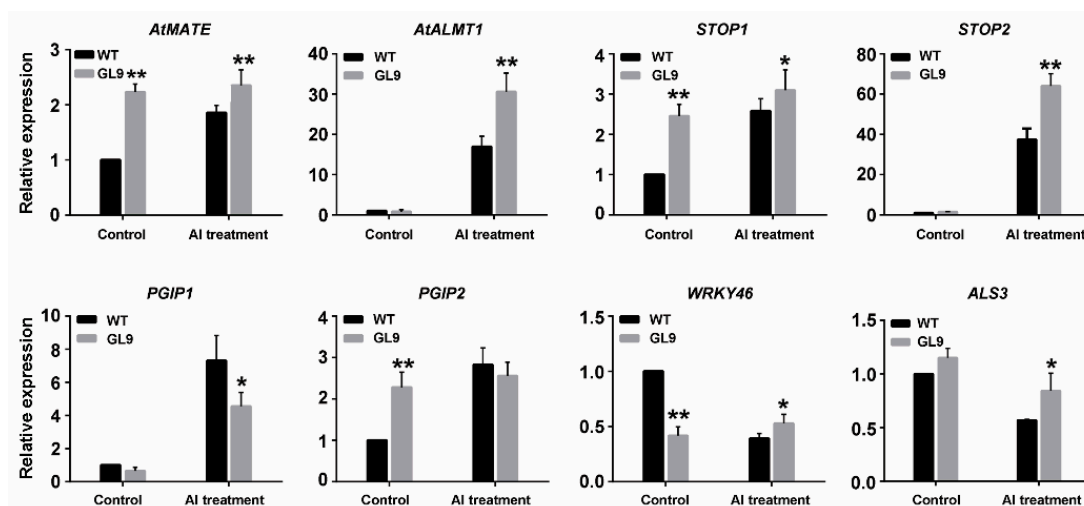 AtMATE
AtALMT1
STOP1
STOP2
Relative expression
3
2
1
0
WT
GL9
**
**
Control
Al treatment
40
30
20
10
0
WT
GL9
**
Control
Al treatment
4
3
2
1
0
WT
GL9
**
*
Control
Al treatment
80
60
40
20
0
WT
GL9
**
Control
Al treatment
PGIP1
PGIP2
WRKY46
ALS3
Relative expression
10
8
6
4
2
0
WT
GL9
*
Control
Al treatment
4
3
2
1
0
WT
GL9
**
Control
Al treatment
1.5
1.0
0.5
0.0
WT
GL9
**
*
Control
Al treatment
1.5
1.0
0.5
0.0
WT
GL9
*
Control
Al treatment